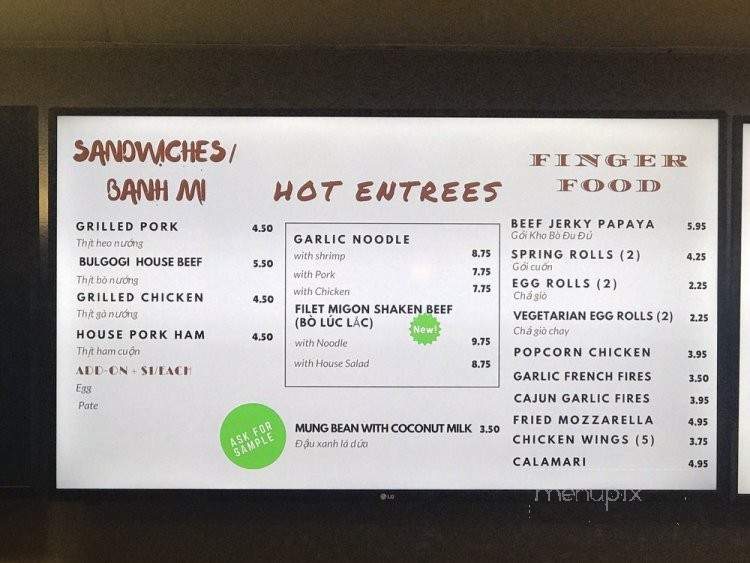 SANDWICHES/
BANH MI
GRILLED PORK 4.50
Thịt heo nướng
BULGOGI HOUSE BEEF 5.50
Thịt bò nướng
GRILLED CHICKEN 4.50
Thịt gà nướng
HOUSE PORK HAM 4.50
Thịt ham cuộn
ADD-ON + $1/EACH
Egg
Pate
HOT ENTREES
GARLIC NOODLE
with shrimp 8.75
with Pork 7.75
with Chicken 7.75
FILET MIGON SHAKEN BEEF
(BÒ LÚC LẮC)
New!
with Noodle 9.75
with House Salad 8.75
ASK FOR
SAMPLE
MUNG BEAN WITH COCONUT MILK 3.50
Đậu xanh lá dứa
FINGER
FOOD
BEEF JERKY PAPAYA 5.95
Gỏi Kho Bò Đu Đủ
SPRING ROLLS (2) 4.25
Gỏi cuốn
EGG ROLLS (2) 2.25
Chả giò
VEGETARIAN EGG ROLLS (2) 2.25
Chả giò chay
POPCORN CHICKEN 3.95
GARLIC FRENCH FIRES 3.50
CAJUN GARLIC FIRES 3.95
FRIED MOZZARELLA 4.95
CHICKEN WINGS (5) 3.75
CALAMARI 4.95
LG
menupix